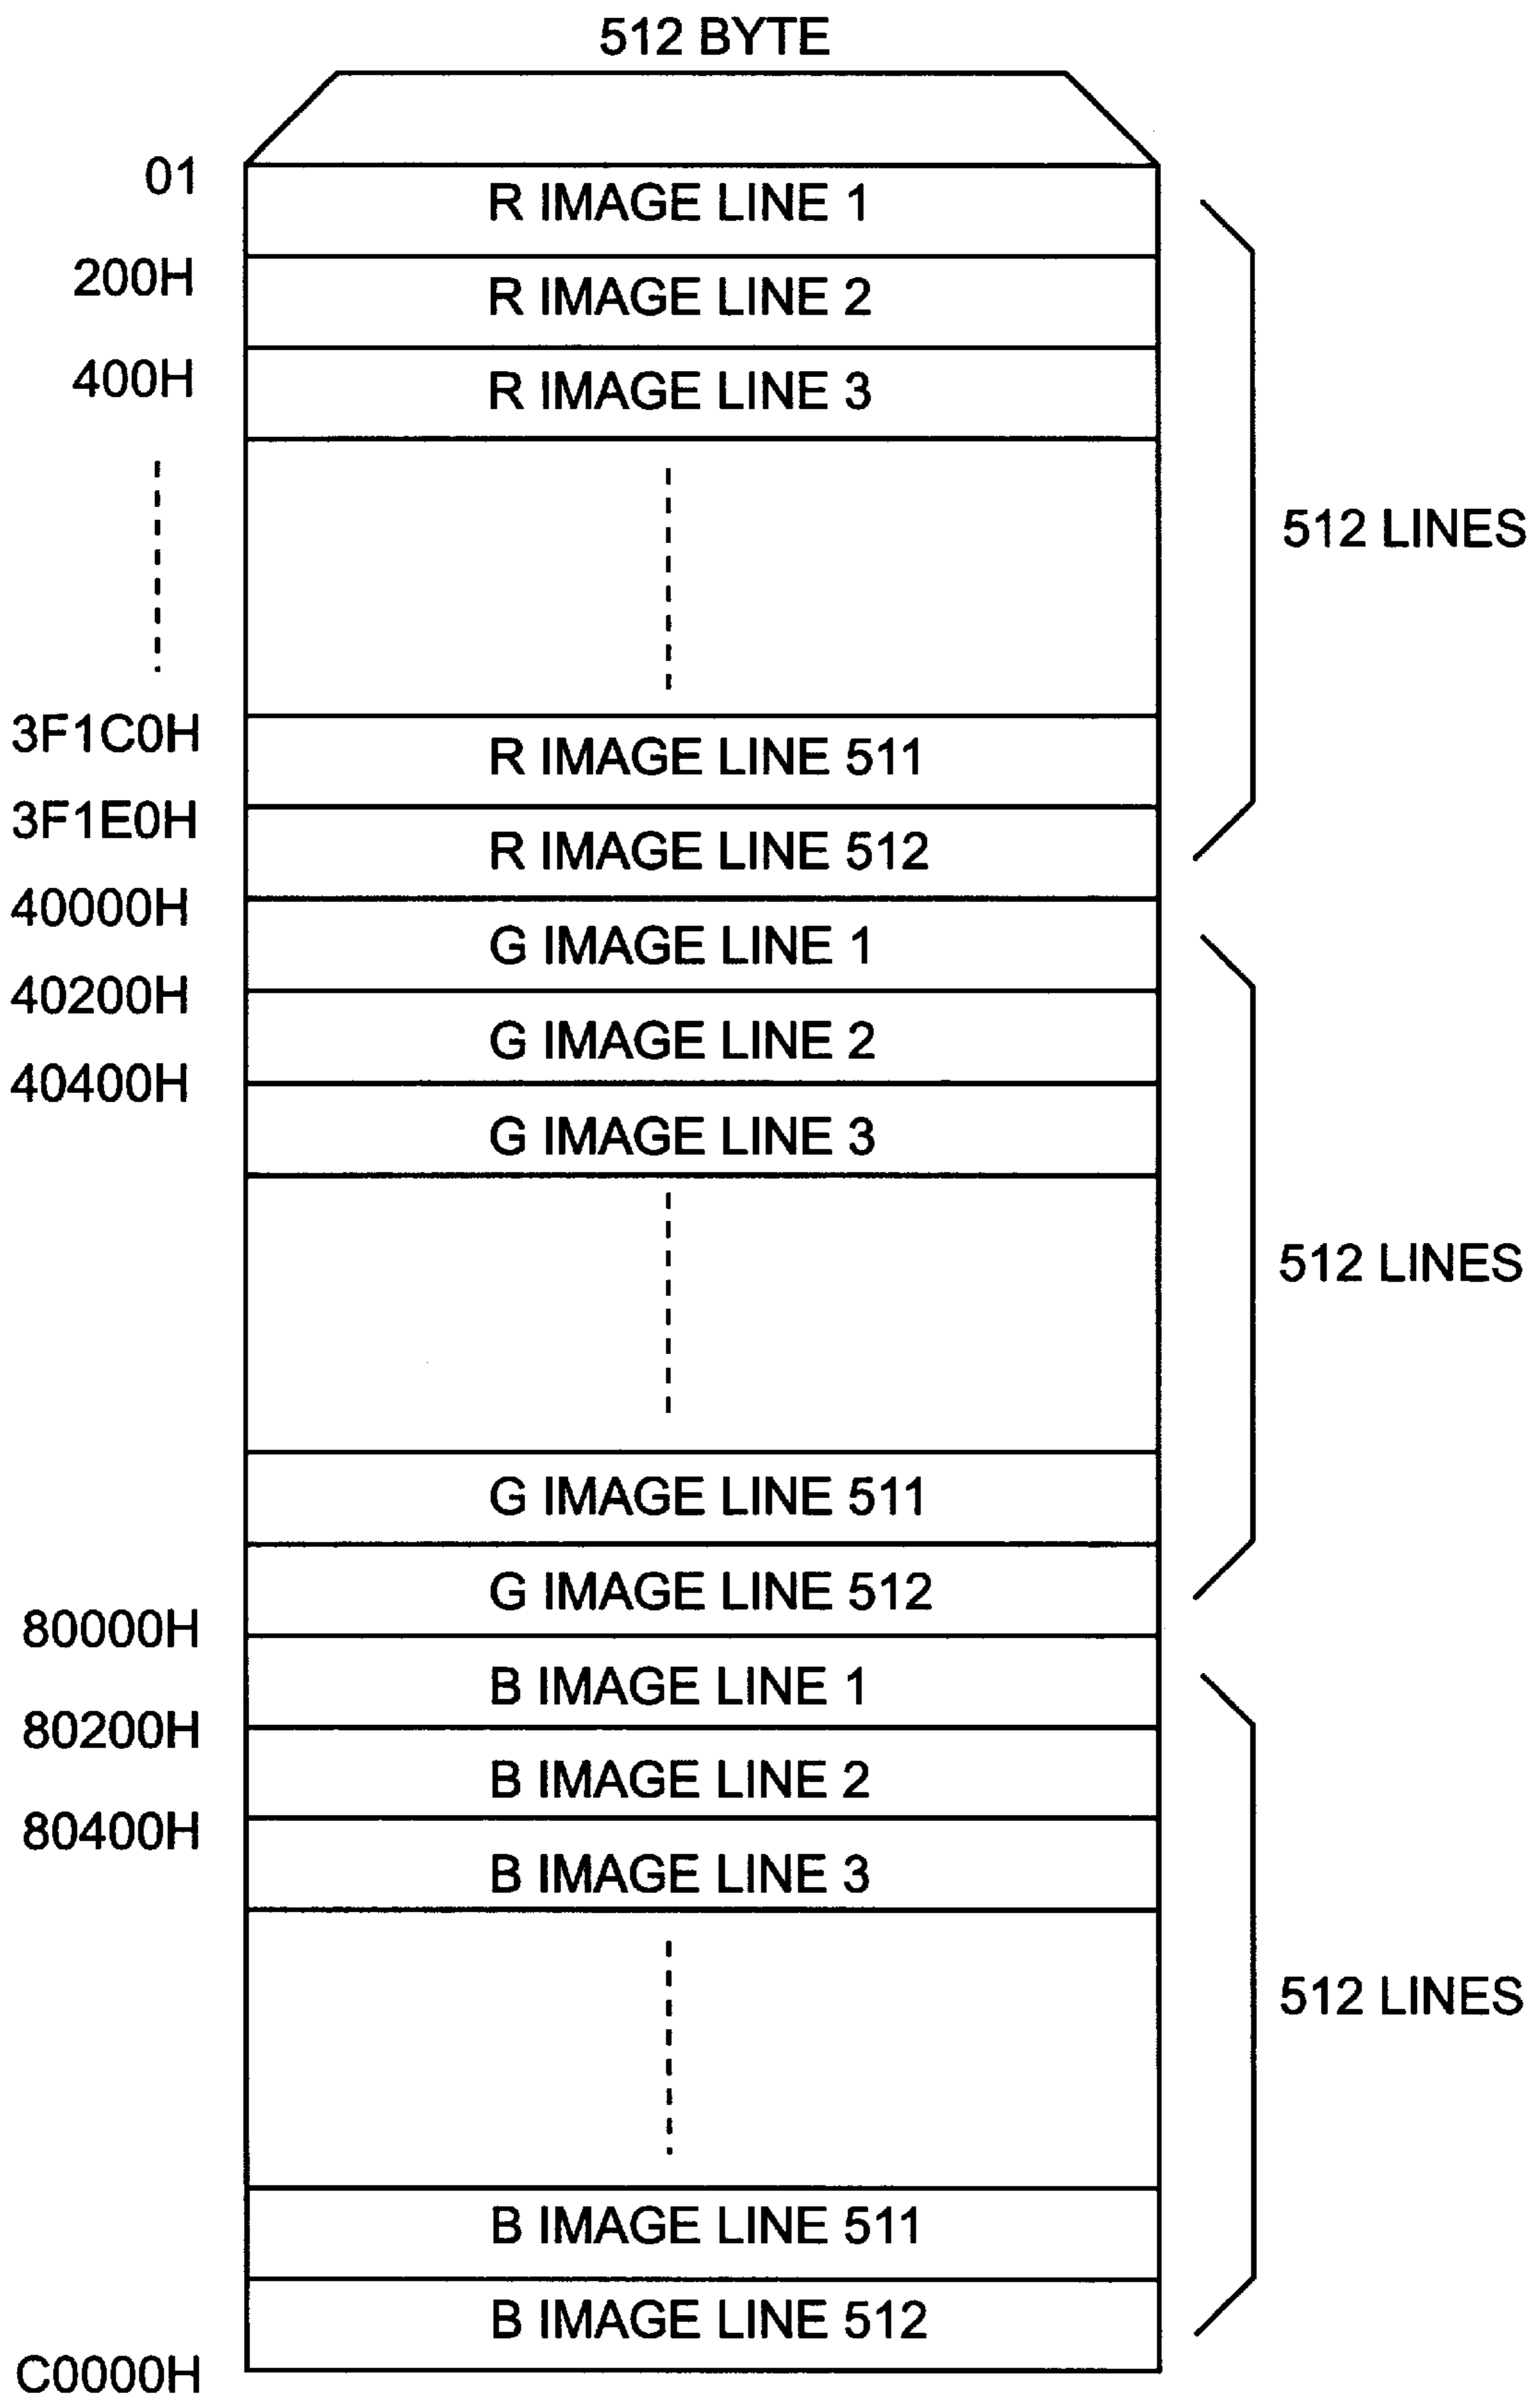 512 BYTE
01
R IMAGE LINE 1
200H
R IMAGE LINE 2
400H
R IMAGE LINE 3
512 LINES
3F1C0H
R IMAGE LINE 511
3F1E0H
R IMAGE LINE 512
40000H
G IMAGE LINE 1
40200H
G IMAGE LINE 2
40400H
G IMAGE LINE 3
512 LINES
G IMAGE LINE 511
G IMAGE LINE 512
80000H
B IMAGE LINE 1
80200H
B IMAGE LINE 2
80400H
B IMAGE LINE 3
512 LINES
B IMAGE LINE 511
B IMAGE LINE 512
C0000H